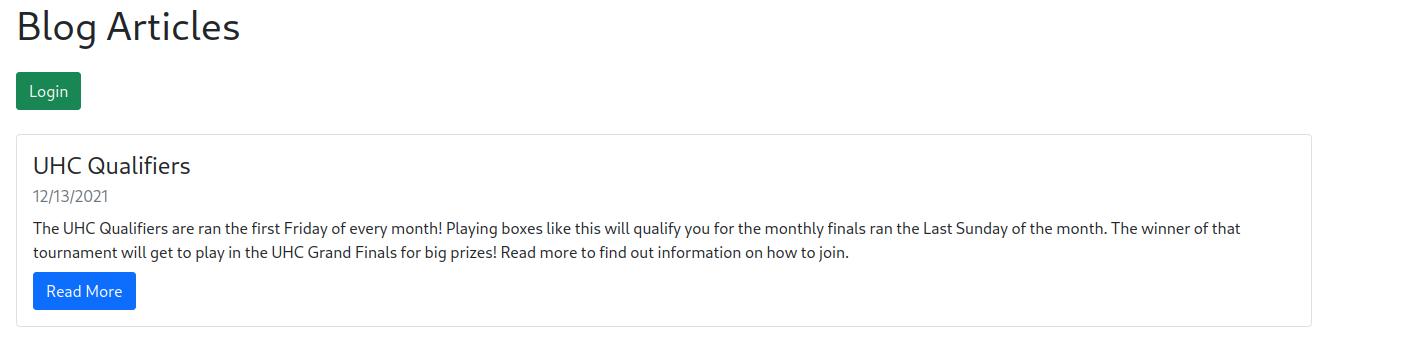 Blog Articles
Login
UHC Qualifiers
12/13/2021
The UHC Qualifiers are ran the first Friday of every month! Playing boxes like this will qualify you for the monthly finals ran the Last Sunday of the month. The winner of that
tournament will get to play in the UHC Grand Finals for big prizes! Read more to find out information on how to join.
Read More